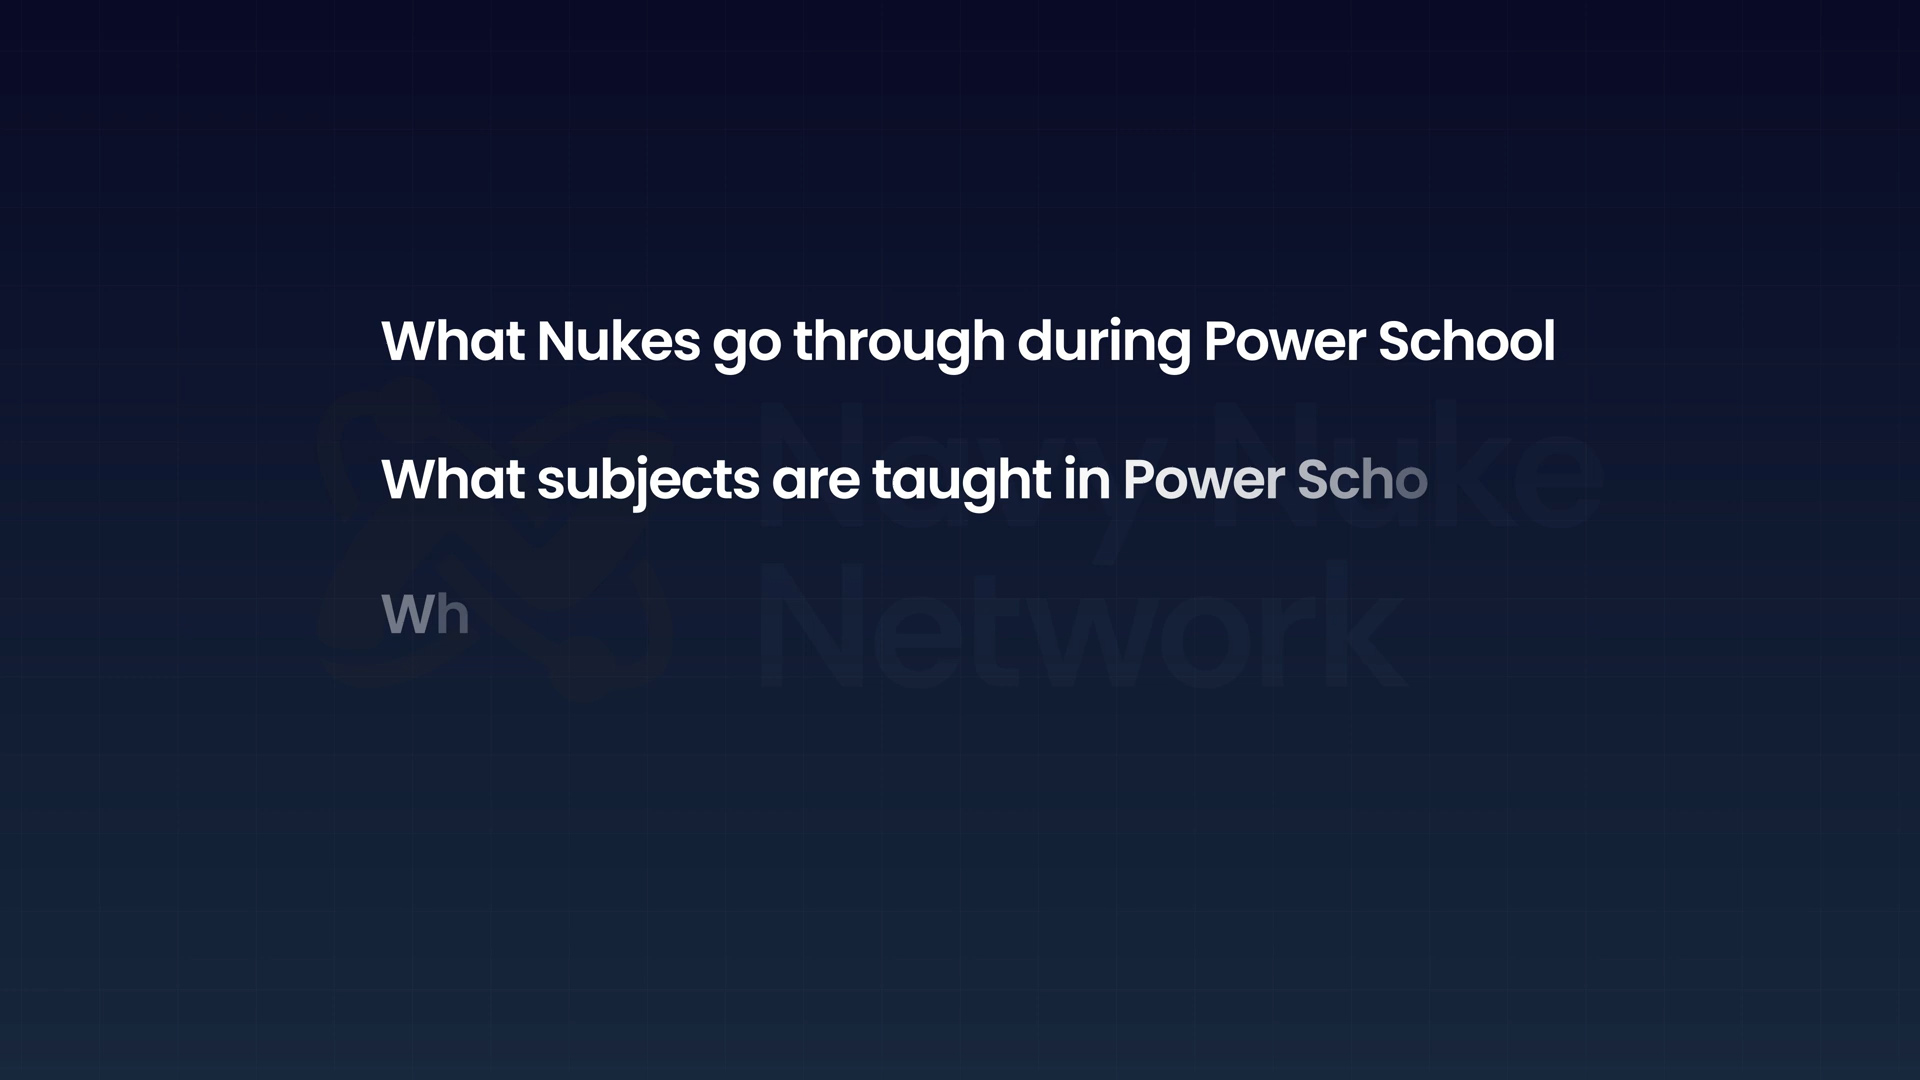 What Nukes go through during Power School
What subjects are taught in Power Scho
Wh
Navy Nuke
Network